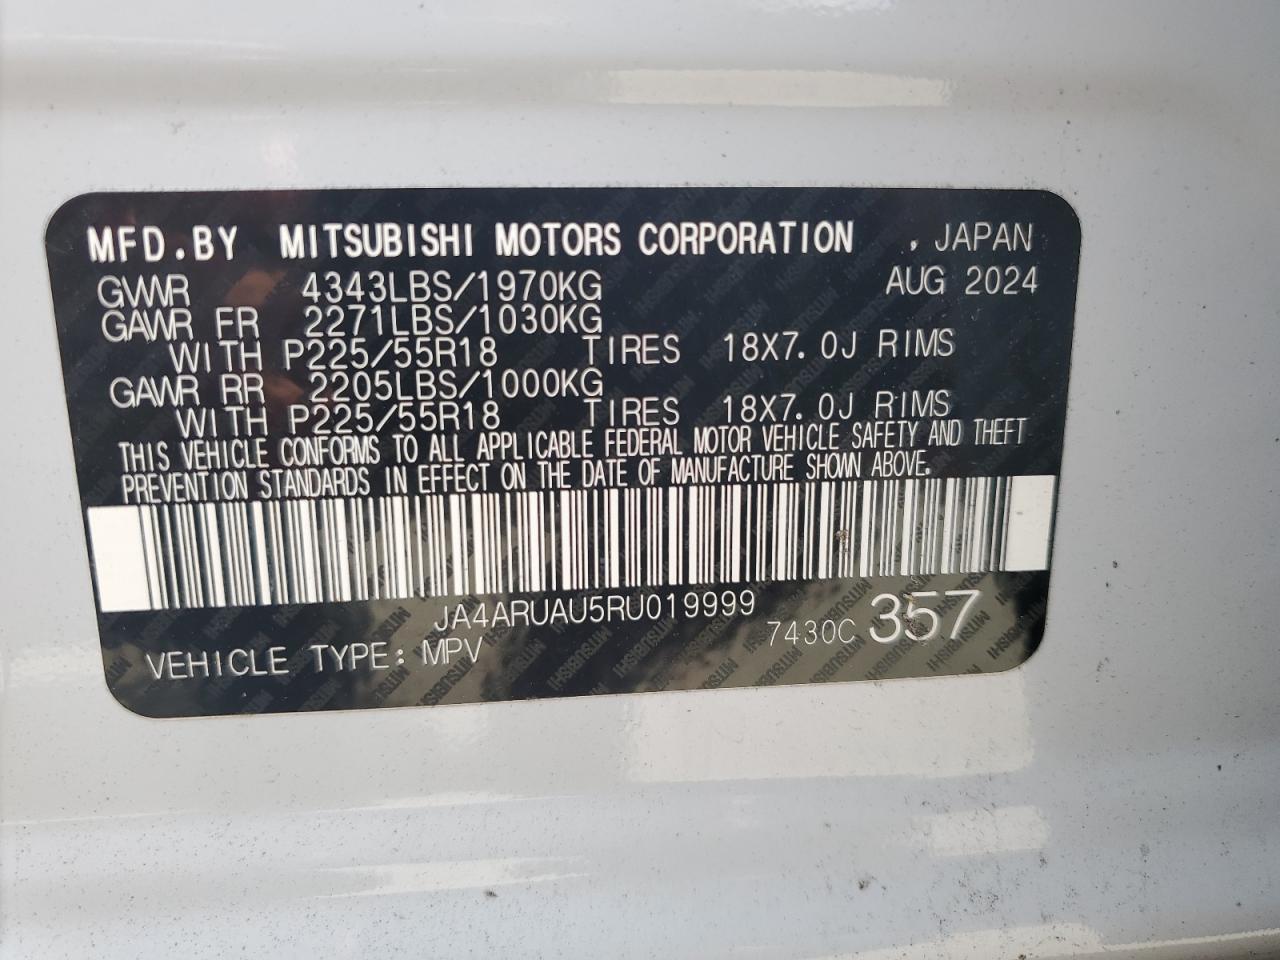 MFD.BY MITSUBISHI MOTORS CORPORATION , JAPAN
GVWR 4343LBS/1970KG AUG 2024
GAWR FR 2271LBS/1030KG
WITH P225/55R18 TIRES 18X7.0J RIMS
GAWR RR 2205LBS/1000KG
WITH P225/55R18 TIRES 18X7.0J RIMS
THIS VEHICLE CONFORMS TO ALL APPLICABLE FEDERAL MOTOR VEHICLE SAFETY AND THEFT
PREVENTION STANDARDS IN EFFECT ON THE DATE OF MANUFACTURE SHOWN ABOVE.
JA4ARUAU5RU019999
7430C 357
VEHICLE TYPE: MPV